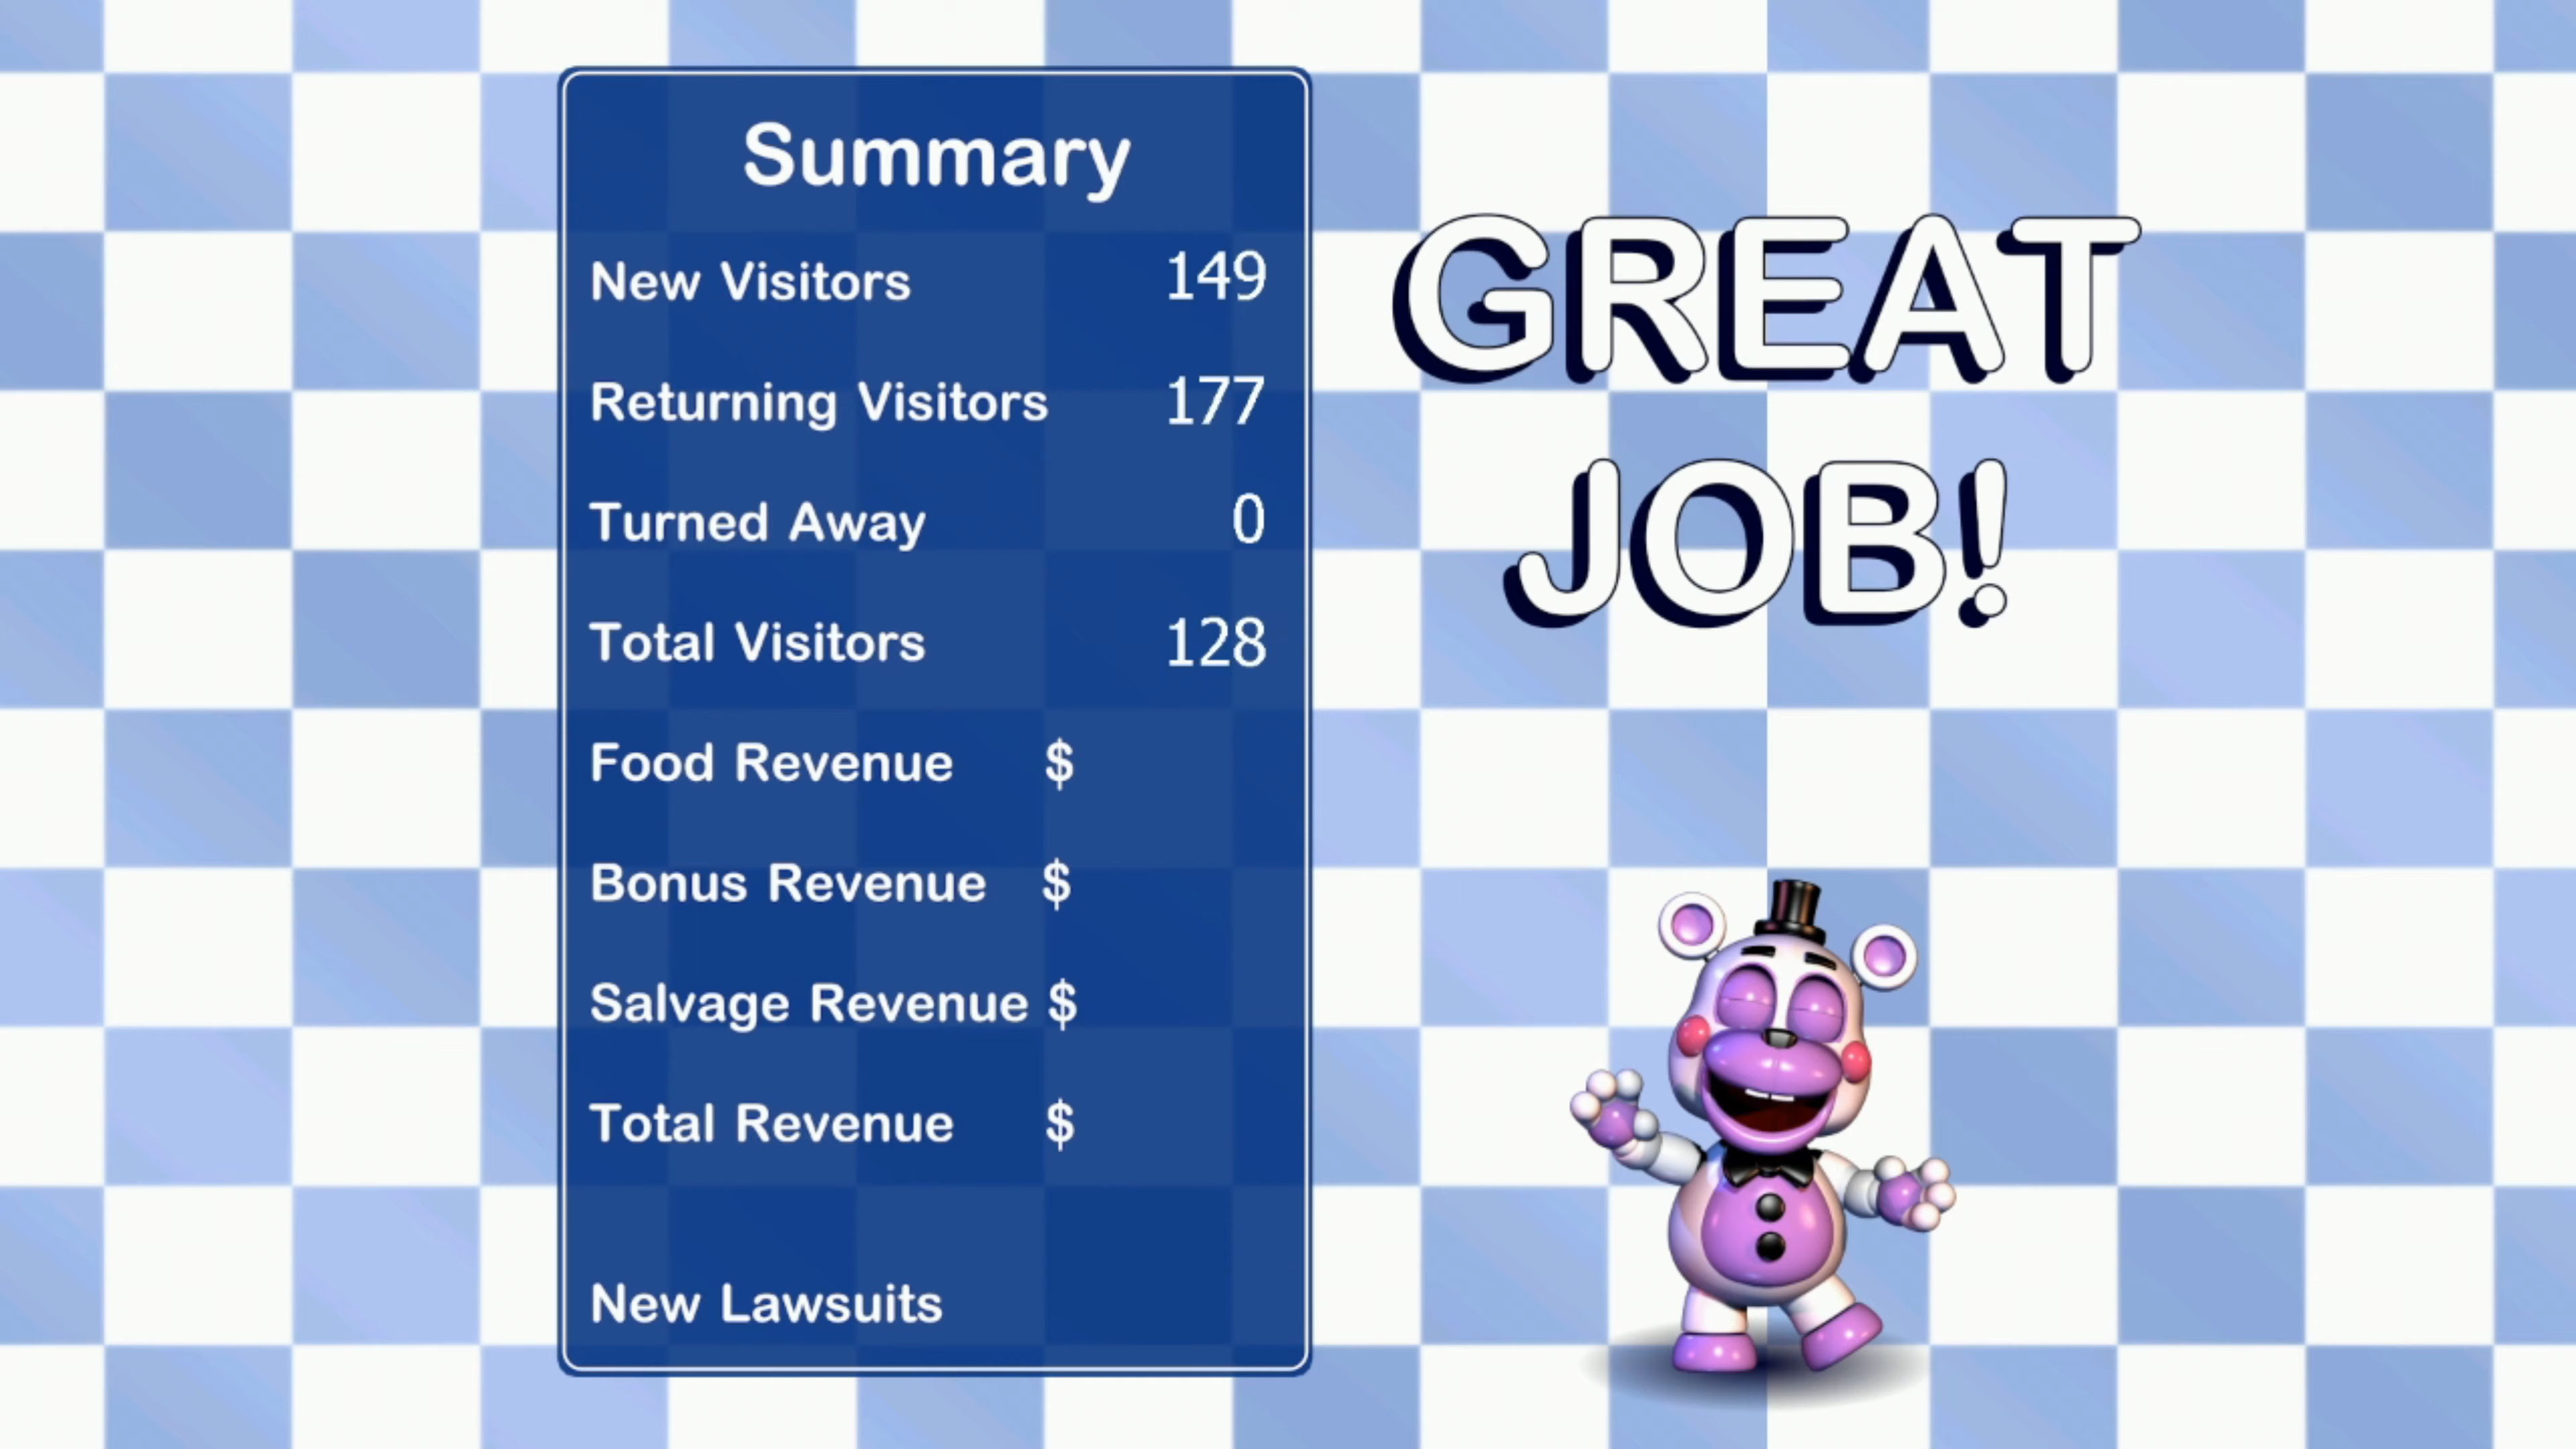 Summary
New Visitors 149
Returning Visitors 177
Turned Away 0
Total Visitors 128
Food Revenue $
Bonus Revenue $
Salvage Revenue $
Total Revenue $
New Lawsuits
GREAT
JOB!